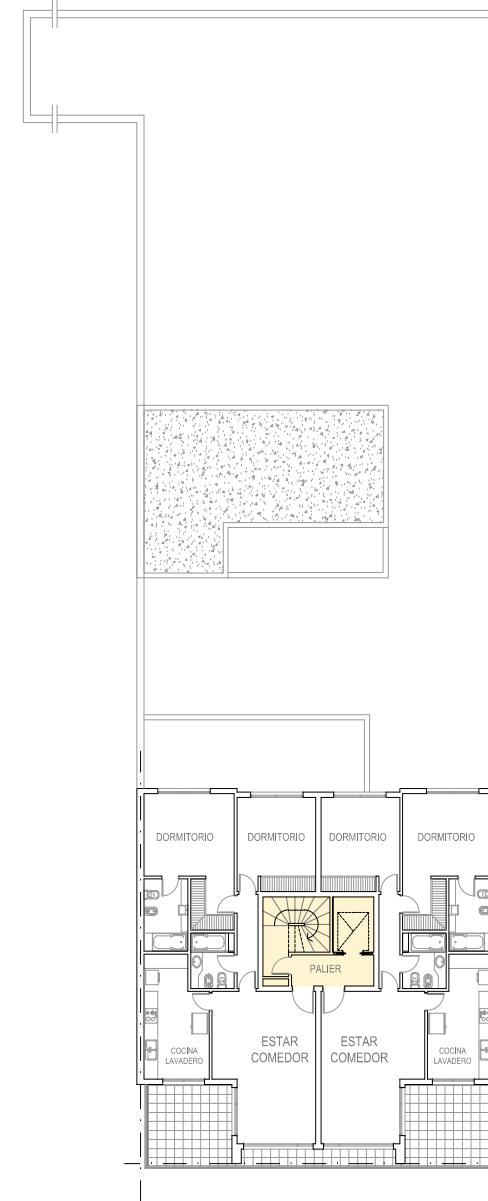 DORMITORIO
DORMITORIO
DORMITORIO
DORMITORIO
PALIER
ESTAR
COMEDOR
ESTAR
COMEDOR
COCINA
LAVADERO
COCINA
LAVADERO